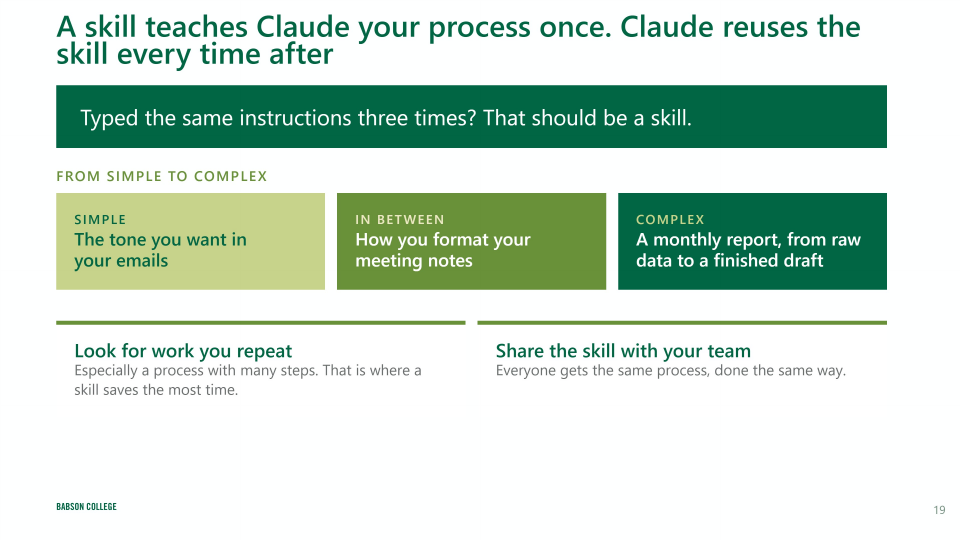 A skill teaches Claude your process once. Claude reuses the
skill every time after
Typed the same instructions three times? That should be a skill.
FROM SIMPLE TO COMPLEX
SIMPLE
The tone you want in
your emails
IN BETWEEN
How you format your
meeting notes
COMPLEX
A monthly report, from raw
data to a finished draft
Look for work you repeat
Especially a process with many steps. That is where a
skill saves the most time.
Share the skill with your team
Everyone gets the same process, done the same way.
BABSON COLLEGE
19